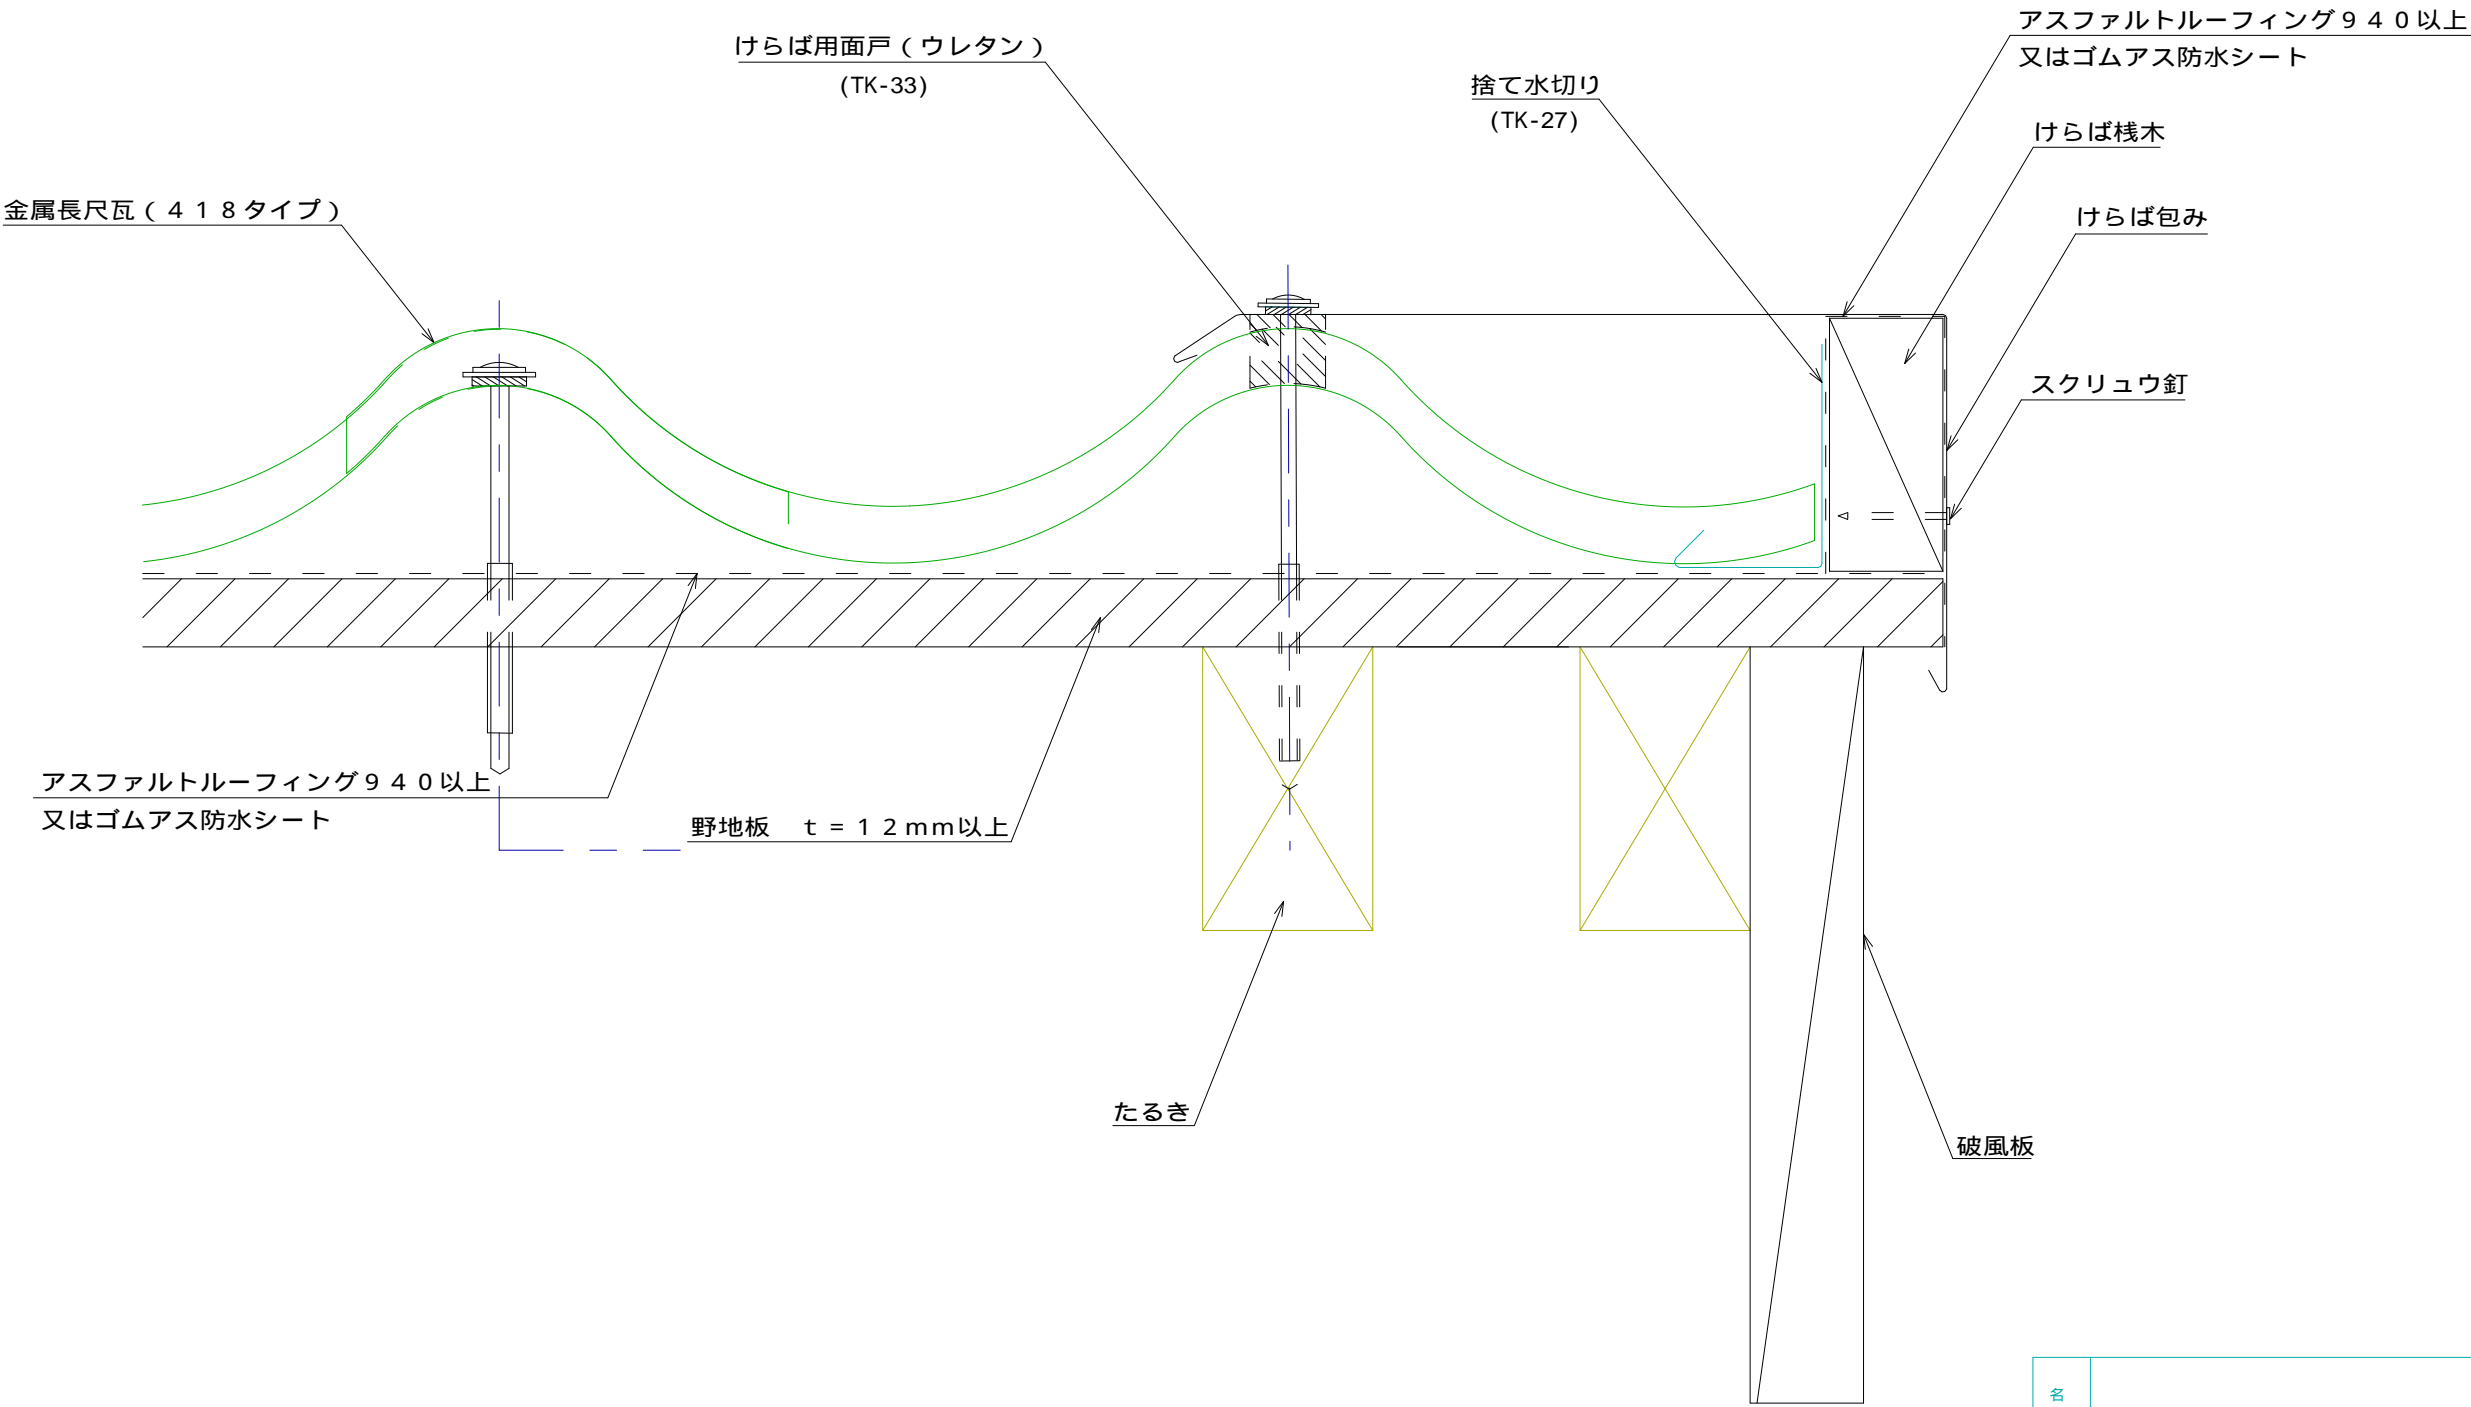 アスファルトルーフィング９４０以上
又はゴムアス防水シート
けらば用面戸（ウレタン）
(TK-33)
捨て水切り
(TK-27)
けらば桟木
金属長尺瓦（４１８タイプ）
けらば包み
スクリュウ釘
アスファルトルーフィング９４０以上
又はゴムアス防水シート
野地板　ｔ＝１２ｍｍ以上
たるき
破風板
名